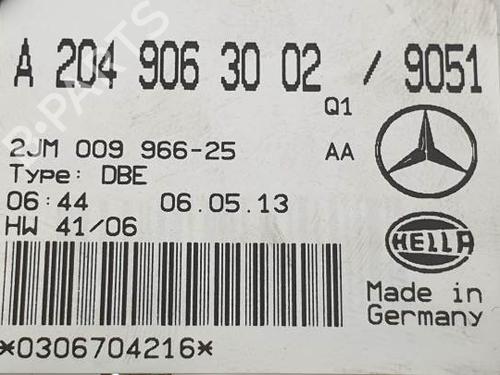 A 204 906 30 02 / 9051
Q1
2JM 009 966-25 AA
Type: DBE
06:44 06.05.13
HW 41/06
HELLA
Made in
Germany
*0306704216*
B-PARTS